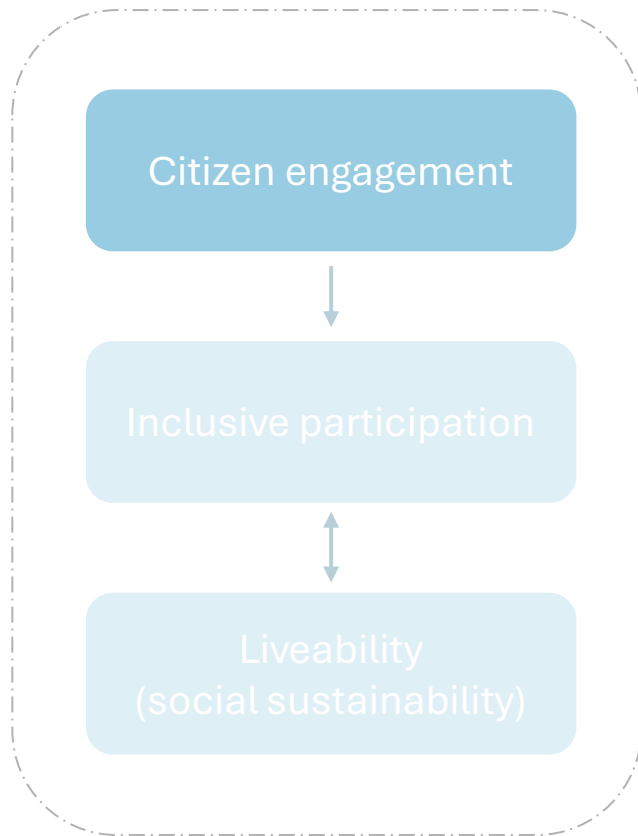 Citizen engagement
Inclusive participation
Liveability
(social sustainability)